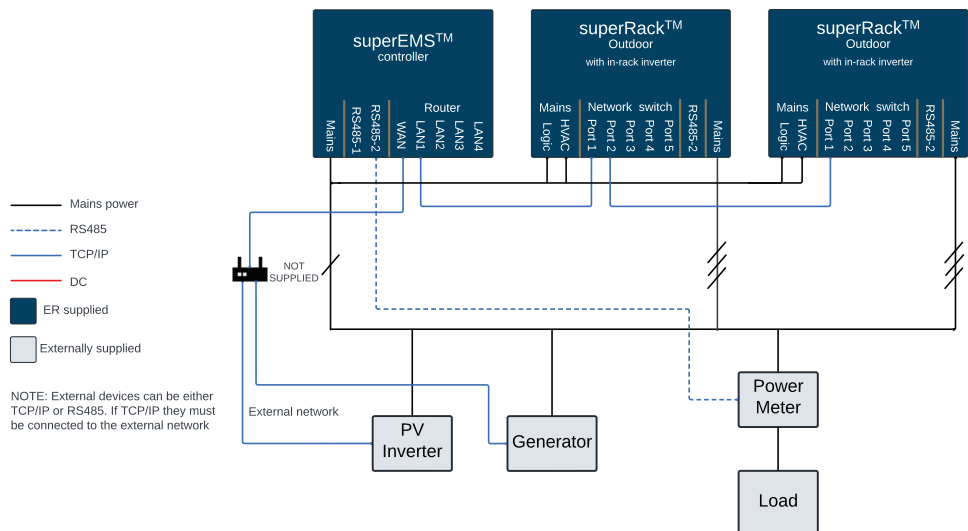 superEMS™
controller
Router
Mains
RS485-1
RS485-2
WAN
LAN1
LAN2
LAN3
LAN4
superRack™
Outdoor
with in-rack inverter
Mains
Network switch
Logic
HVAC
Port 1
Port 2
Port 3
Port 4
Port 5
RS485-2
Mains
superRack™
Outdoor
with in-rack inverter
Mains
Network switch
Logic
HVAC
Port 1
Port 2
Port 3
Port 4
Port 5
RS485-2
Mains
Mains power
RS485
TCP/IP
DC
ER supplied
Externally supplied
NOTE: External devices can be either
TCP/IP or RS485. If TCP/IP they must
be connected to the external network
NOT
SUPPLIED
External network
PV
Inverter
Generator
Power
Meter
Load